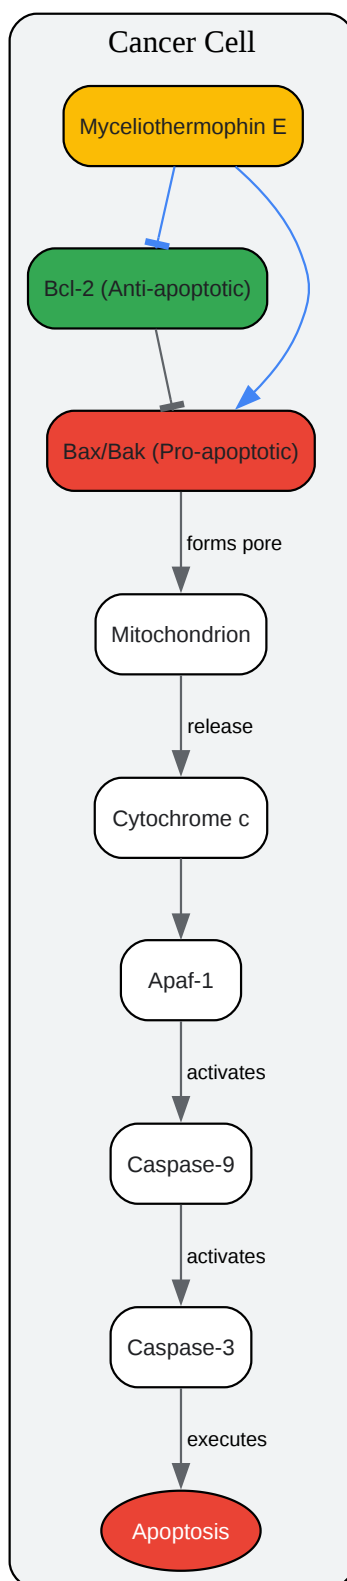 Cancer Cell
Myceliothermophin E
Bcl-2 (Anti-apoptotic)
Bax/Bak (Pro-apoptotic)
forms pore
Mitochondrion
release
Cytochrome c
Apaf-1
activates
Caspase-9
activates
Caspase-3
executes
Apoptosis